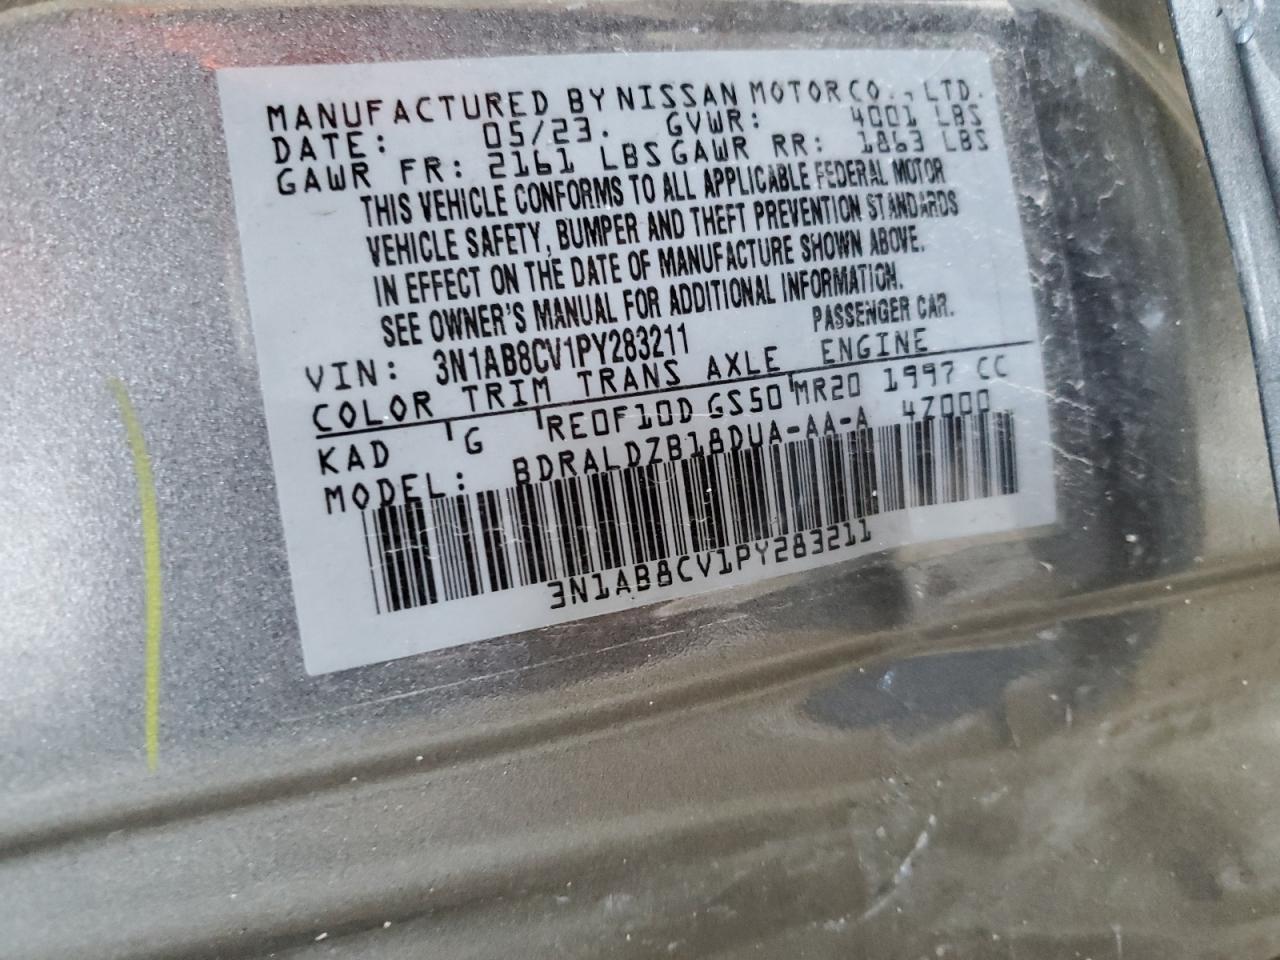 MANUFACTURED BY NISSAN MOTOR CO., LTD.
DATE: 05/23. GVWR: 4001 LBS
GAWR FR: 2161 LBS GAWR RR: 1863 LBS
THIS VEHICLE CONFORMS TO ALL APPLICABLE FEDERAL MOTOR
VEHICLE SAFETY, BUMPER AND THEFT PREVENTION STANDARDS
IN EFFECT ON THE DATE OF MANUFACTURE SHOWN ABOVE.
SEE OWNER'S MANUAL FOR ADDITIONAL INFORMATION.
VIN: 3N1AB8CV1PY283211 PASSENGER CAR.
COLOR TRIM TRANS AXLE ENGINE
KAD G RE0F10D GS50 MR20 1997 CC
MODEL: BDRALDZB18DUA-AA-A 47000
3N1AB8CV1PY283211